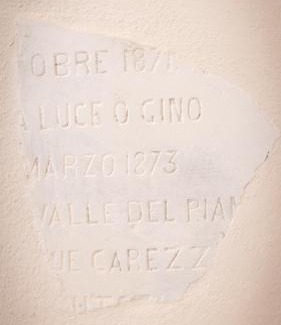 OBRE 187
A LUCE O GINO
MARZO 1873
VALLE DEL PIAN
UE CAREZZ